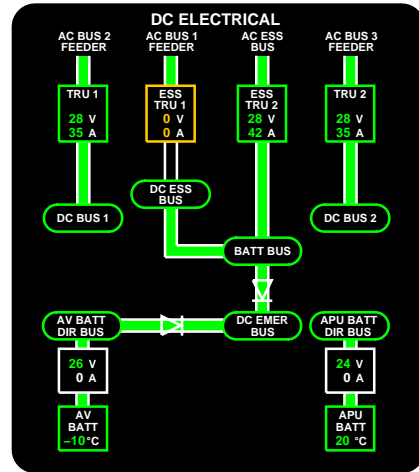 DC ELECTRICAL
AC BUS 2 AC BUS 1 AC ESS AC BUS 3
FEEDER FEEDER BUS FEEDER
TRU 1
28 V
35 A
ESS
TRU 1
0 V
0 A
ESS
TRU 2
28 V
42 A
TRU 2
28 V
35 A
DC ESS
BUS
DC BUS 1
DC BUS 2
BATT BUS
AV BATT
DIR BUS
DC EMER
BUS
APU BATT
DIR BUS
26 V
0 A
24 V
0 A
AV
BATT
–10 °C
APU
BATT
20 °C